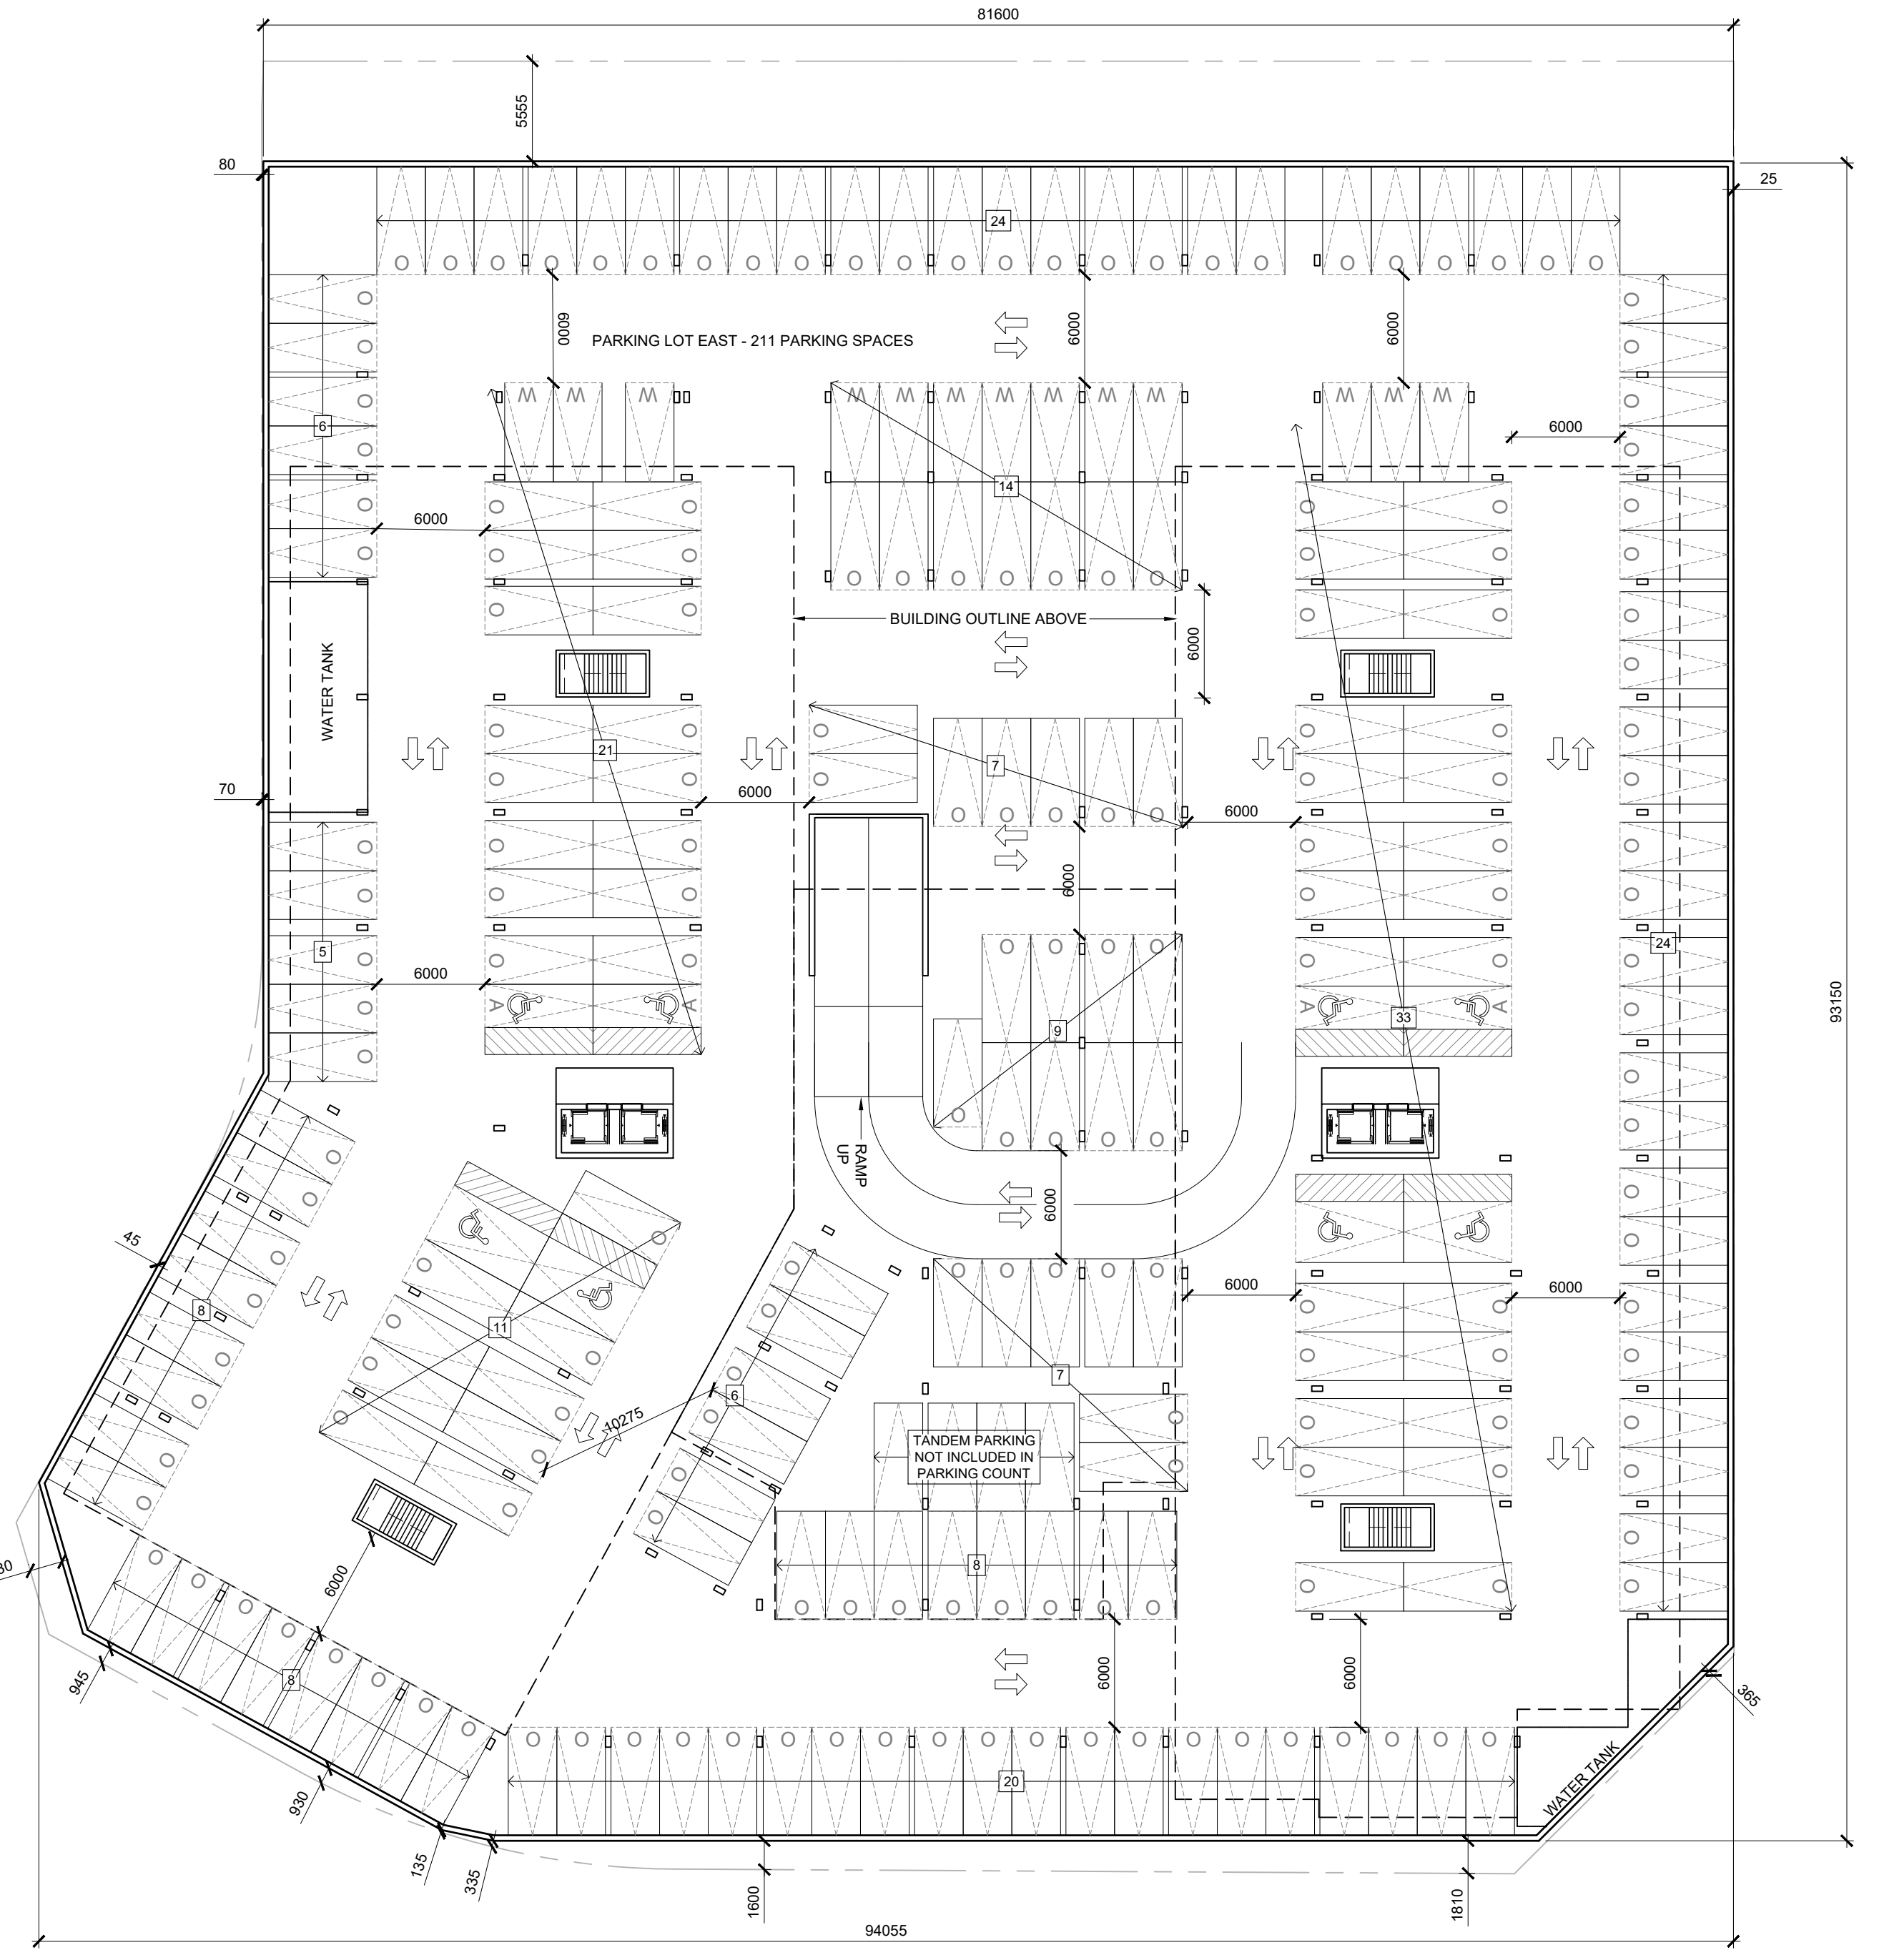 81600
5555
80
25
24
O O O O O O O O O O O O O O O O O O O O O O O O
6000
6000
6000
PARKING LOT EAST - 211 PARKING SPACES
W W W
W W W W W W W
W W W
6
14
6000
6000
O O O O O O O
BUILDING OUTLINE ABOVE
6000
WATER TANK
21
7
70
6000
6000
O O O O O
6000
5
6000
24
93150
9
33
A A
A A
RAMP
UP
6000
45
8
11
6
10275
6000
6000
7
TANDEM PARKING
NOT INCLUDED IN
PARKING COUNT
8
O O O O O O O O
6000
6000
6000
945
8
365
O O O O O O O O O O O O O O O O O O O O
20
WATER TANK
930
135
335
1600
1810
94055